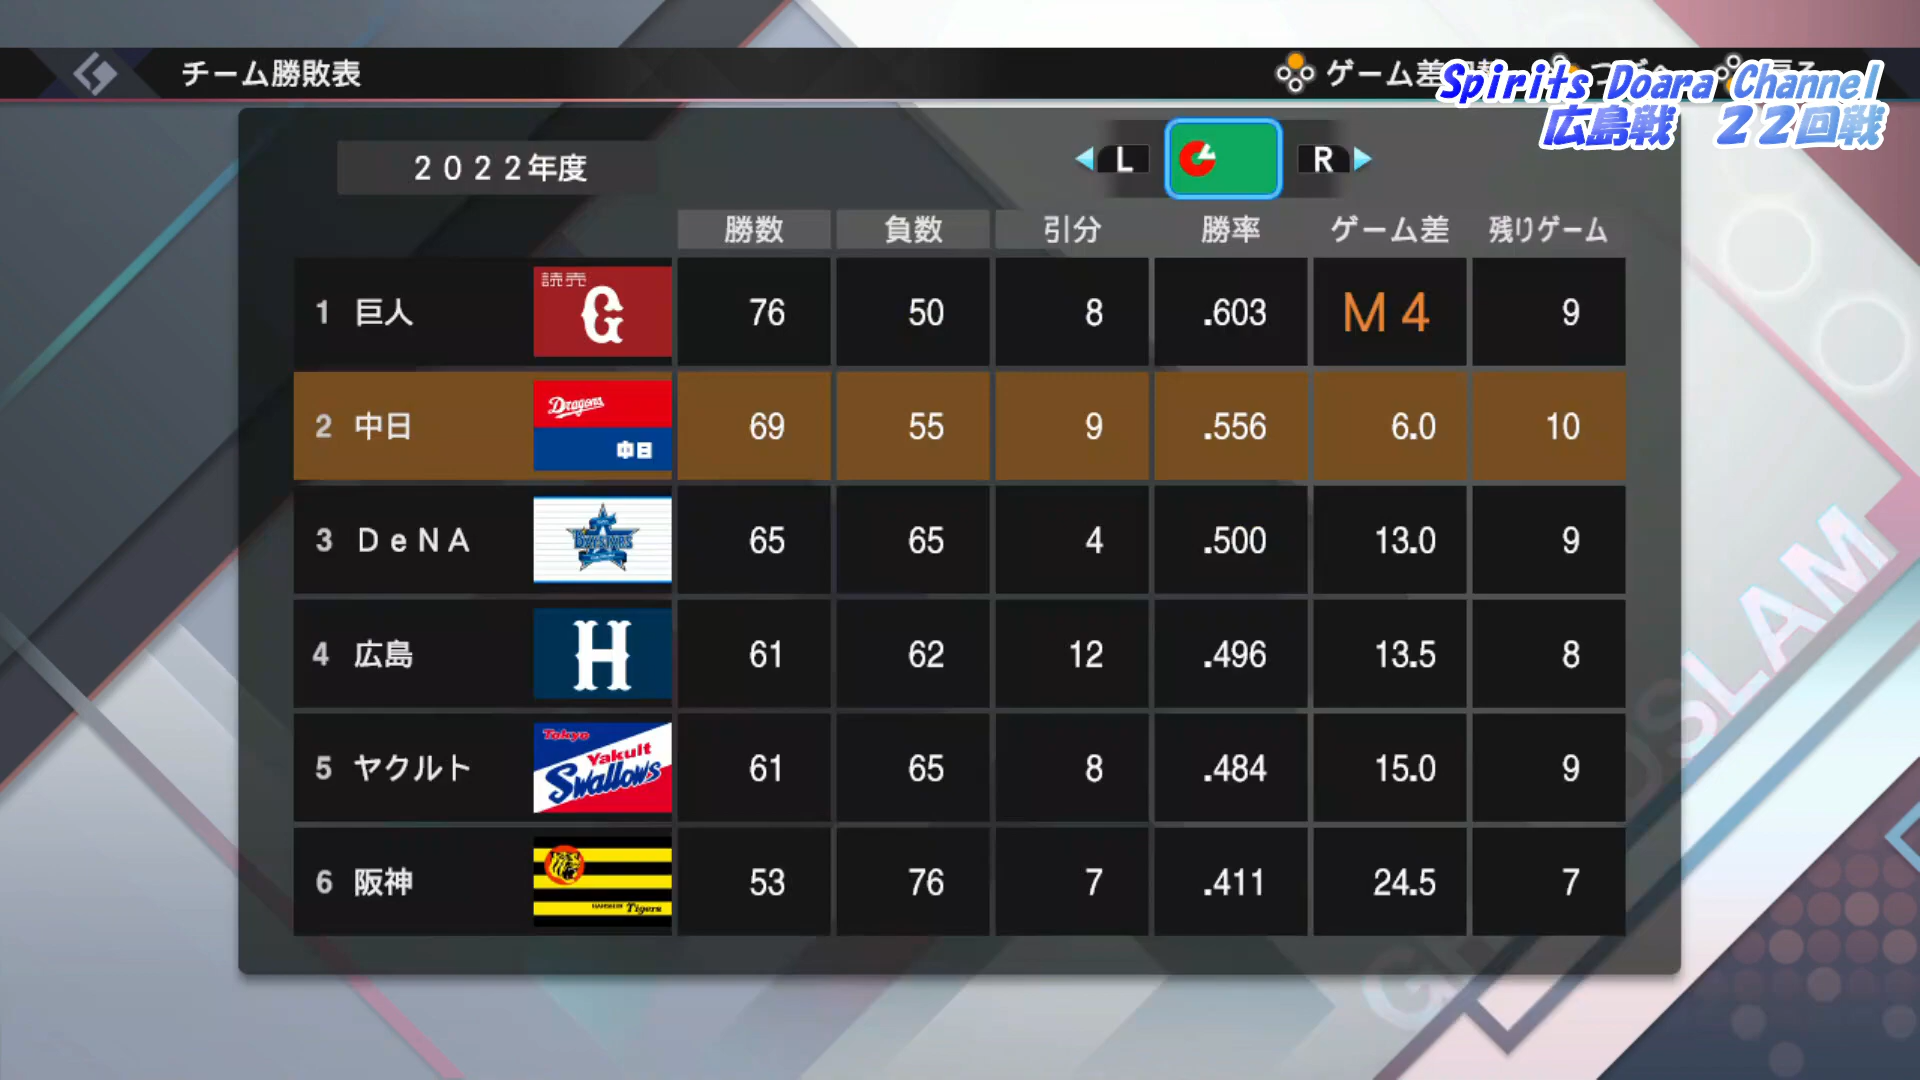 チーム勝敗表
ゲーム差
Spirits Doara Channel
広島戦 22回戦
2022年度
L
R
勝数 負数 引分 勝率 ゲーム差 残りゲーム
1 巨人 読売 G 76 50 8 .603 M 4 9
2 中日 Dragons 中日 69 55 9 .556 6.0 10
3 DeNA BAYSTARS 65 65 4 .500 13.0 9
4 広島 H 61 62 12 .496 13.5 8
5 ヤクルト Tokyo Yakult Swallows 61 65 8 .484 15.0 9
6 阪神 HANSHIN Tigers 53 76 7 .411 24.5 7